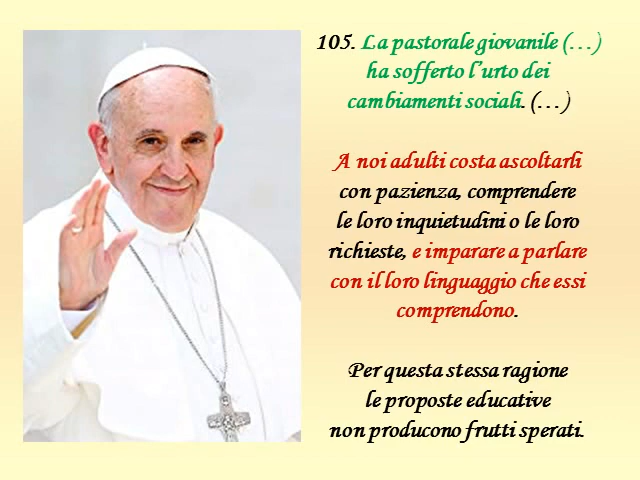 105. La pastorale giovanile (…)
ha sofferto l’urto dei
cambiamenti sociali. (…)
A noi adulti costa ascoltarli
con pazienza, comprendere
le loro inquietudini o le loro
richieste, e imparare a parlare
con il loro linguaggio che essi
comprendono.
Per questa stessa ragione
le proposte educative
non producono frutti sperati.